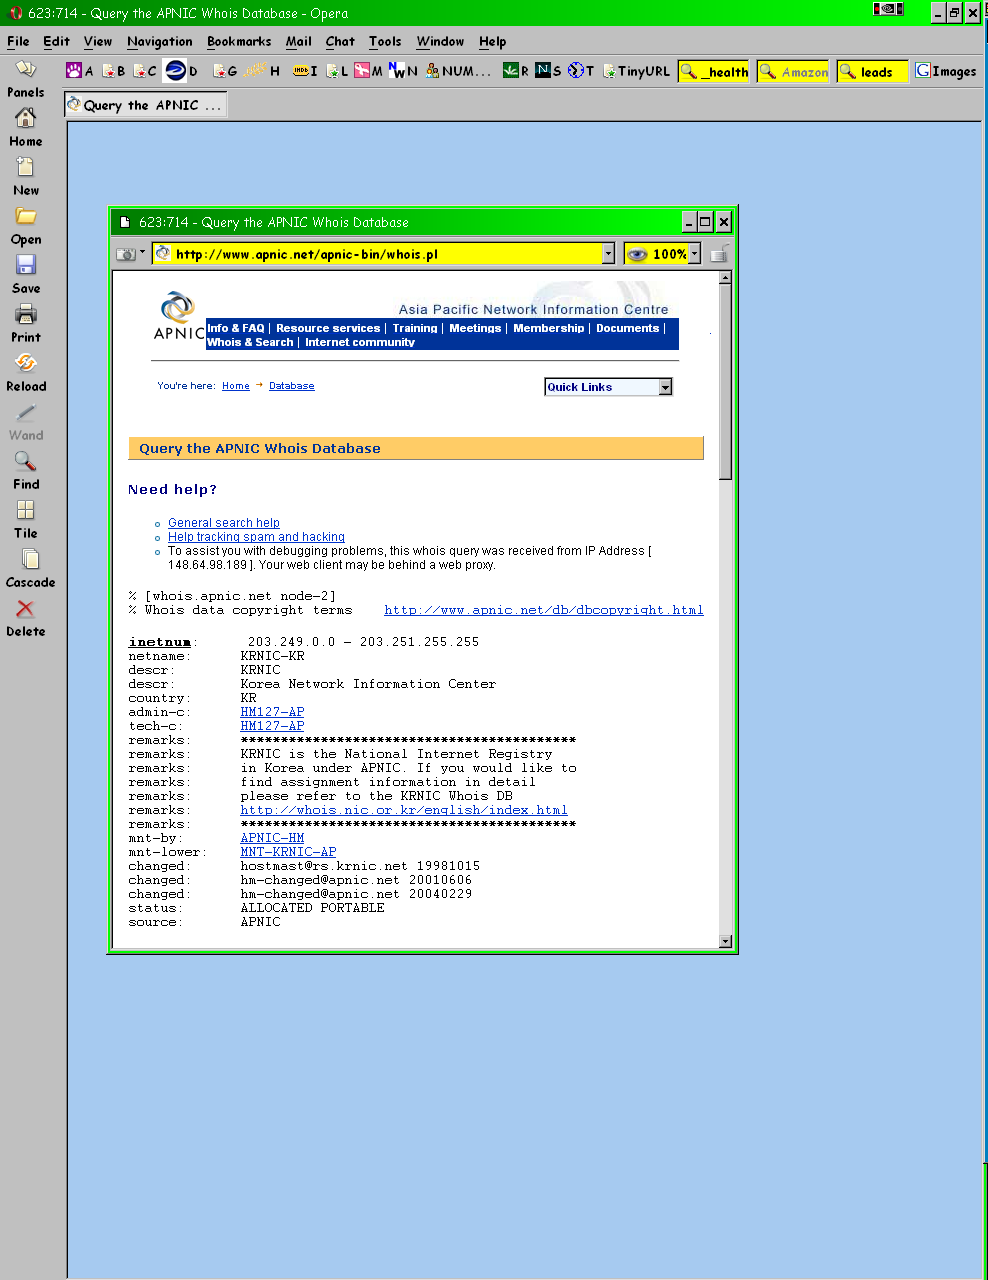 623:714 - Query the APNIC Whois Database - Opera
File Edit View Navigation Bookmarks Mail Chat Tools Window Help
A B C D G H IMDb I L M N NUM... R S T TinyURL _health Amazon leads Images
Panels
Home
New
Open
Save
Print
Reload
Wand
Find
Tile
Cascade
Delete
Query the APNIC ...
623:714 - Query the APNIC Whois Database
http://www.apnic.net/apnic-bin/whois.pl 100%
APNIC
Asia Pacific Network Information Centre
Info & FAQ | Resource services | Training | Meetings | Membership | Documents |
Whois & Search | Internet community
You're here: Home → Database
Quick Links
Query the APNIC Whois Database
Need help?
General search help
Help tracking spam and hacking
To assist you with debugging problems, this whois query was received from IP Address [
148.64.98.189 ]. Your web client may be behind a web proxy.
% [whois.apnic.net node-2]
% Whois data copyright terms    http://www.apnic.net/db/dbcopyright.html
inetnum:      203.249.0.0 - 203.251.255.255
netname:      KRNIC-KR
descr:        KRNIC
descr:        Korea Network Information Center
country:      KR
admin-c:      HM127-AP
tech-c:       HM127-AP
remarks:      ******************************************
remarks:      KRNIC is the National Internet Registry
remarks:      in Korea under APNIC. If you would like to
remarks:      find assignment information in detail
remarks:      please refer to the KRNIC Whois DB
remarks:      http://whois.nic.or.kr/english/index.html
remarks:      ******************************************
mnt-by:       APNIC-HM
mnt-lower:    MNT-KRNIC-AP
changed:      hostmast@rs.krnic.net 19981015
changed:      hm-changed@apnic.net 20010606
changed:      hm-changed@apnic.net 20040229
status:       ALLOCATED PORTABLE
source:       APNIC